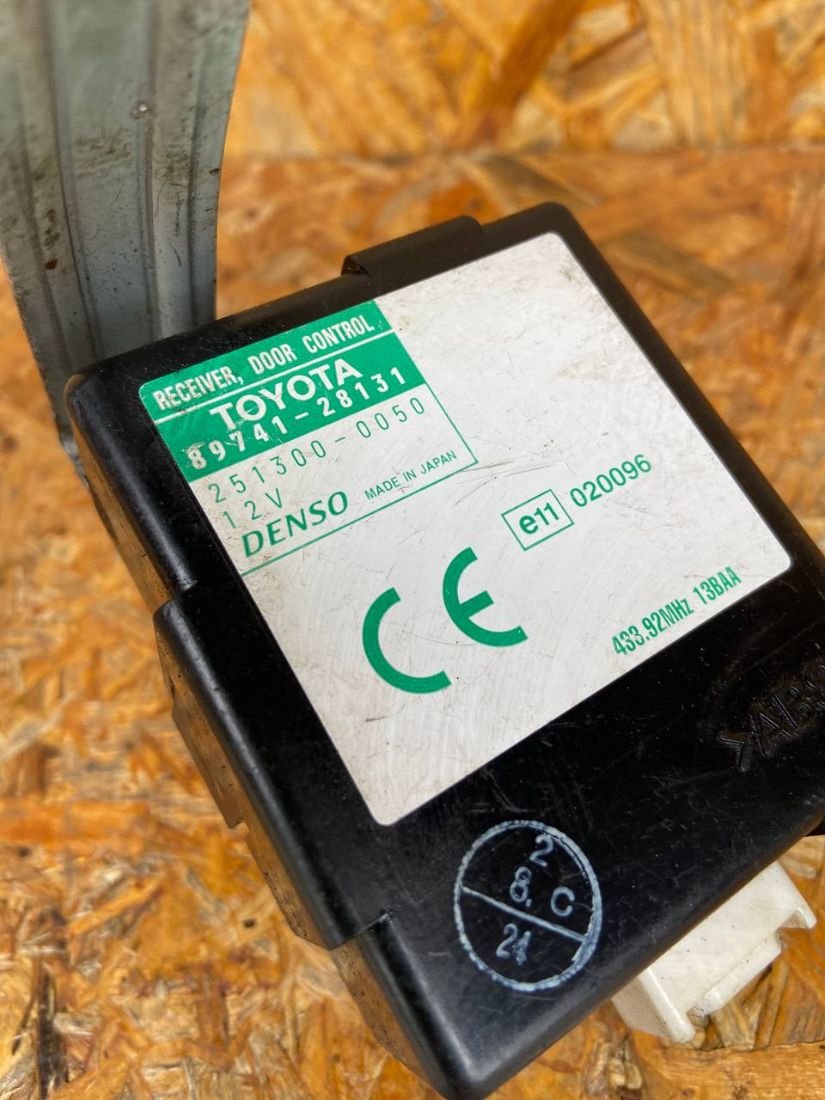 RECEIVER, DOOR CONTROL
TOYOTA
89741-28131
251300-0050
12V
DENSO MADE IN JAPAN
e11 020096
CE
433.92MHz 13BAA
>ABS
2
8. C
24